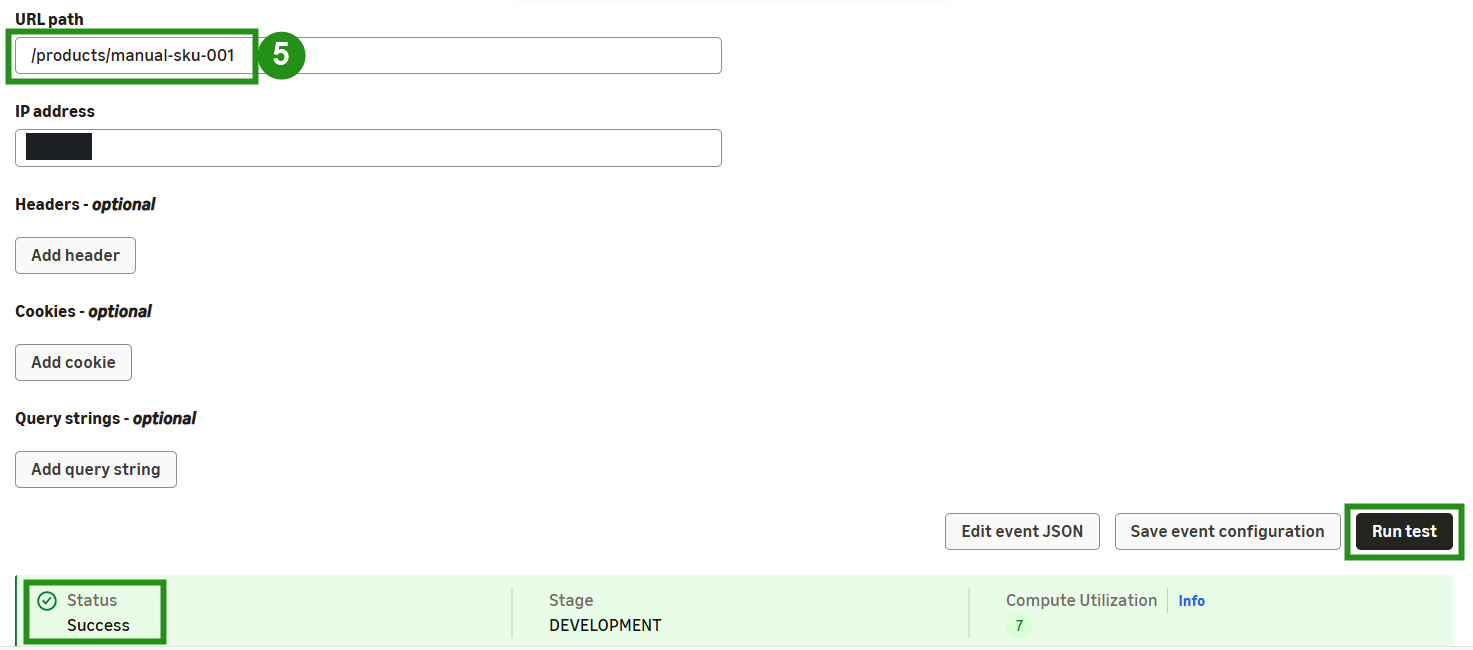 URL path
/products/manual-sku-001
5
IP address
Headers - optional
Add header
Cookies - optional
Add cookie
Query strings - optional
Add query string
Edit event JSON Save event configuration Run test
Status Stage Compute Utilization Info
Success DEVELOPMENT 7